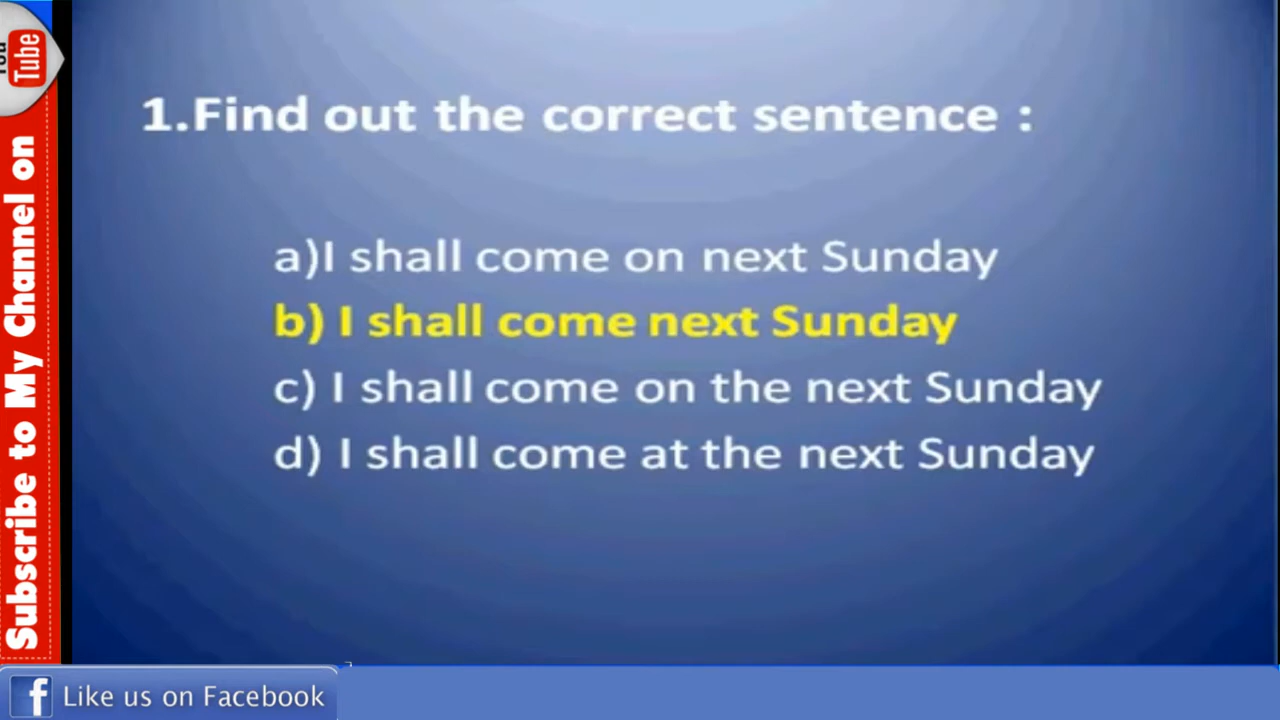 You
Tube
Subscribe to My Channel on
1.Find out the correct sentence :
a)I shall come on next Sunday
b) I shall come next Sunday
c) I shall come on the next Sunday
d) I shall come at the next Sunday
f Like us on Facebook